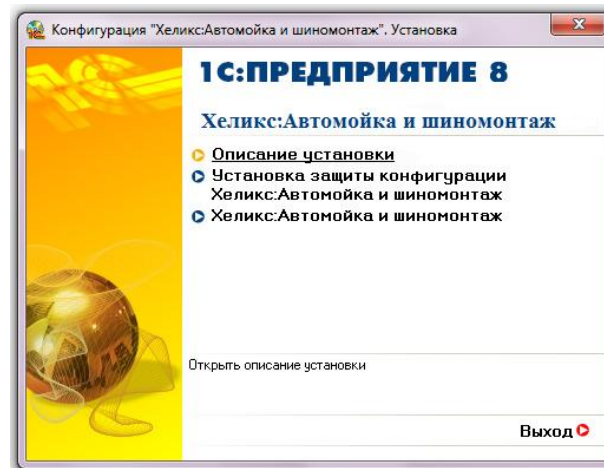 Конфигурация "Хеликс:Автомойка и шиномонтаж". Установка
1С:ПРЕДПРИЯТИЕ 8
Хеликс:Автомойка и шиномонтаж
Описание установки
Установка защиты конфигурации
Хеликс:Автомойка и шиномонтаж
Хеликс:Автомойка и шиномонтаж
Открыть описание установки
Выход